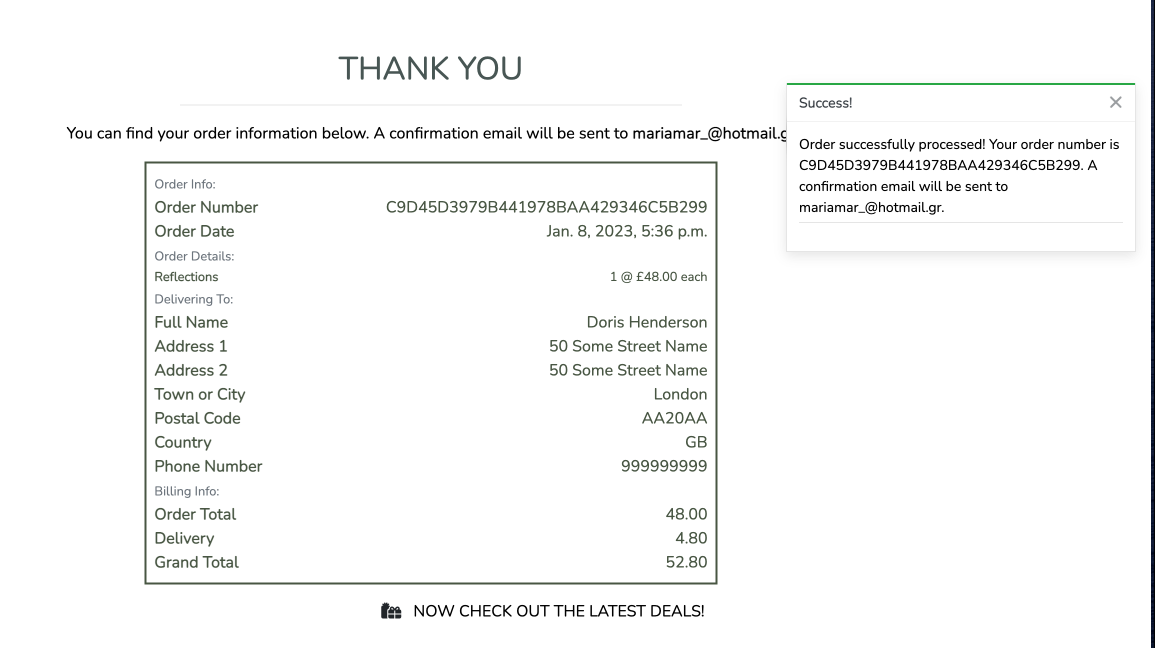 THANK YOU
You can find your order information below. A confirmation email will be sent to mariamar_@hotmail.g
Success!
Order successfully processed! Your order number is
C9D45D3979B441978BAA429346C5B299. A
confirmation email will be sent to
mariamar_@hotmail.gr.
Order Info:
Order Number C9D45D3979B441978BAA429346C5B299
Order Date Jan. 8, 2023, 5:36 p.m.
Order Details:
Reflections 1 @ £48.00 each
Delivering To:
Full Name Doris Henderson
Address 1 50 Some Street Name
Address 2 50 Some Street Name
Town or City London
Postal Code AA20AA
Country GB
Phone Number 999999999
Billing Info:
Order Total 48.00
Delivery 4.80
Grand Total 52.80
NOW CHECK OUT THE LATEST DEALS!